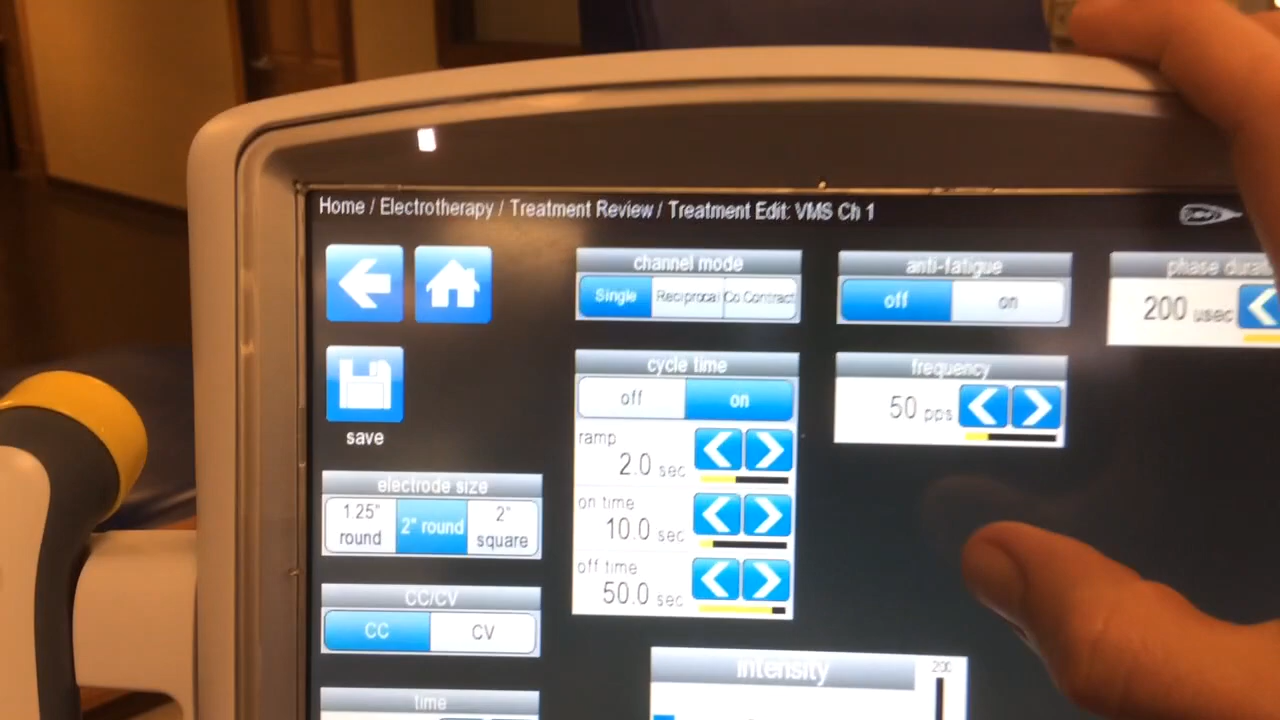 Home / Electrotherapy / Treatment Review / Treatment Edit: VMS Ch 1
save
electrode size
1.25" round
2" round
2" square
CC/CV
CC
CV
time
channel mode
Single
Reciprocal
Co Contract
cycle time
off
on
ramp
2.0 sec
on time
10.0 sec
off time
50.0 sec
anti-fatigue
off
on
frequency
50 pps
phase
200 usec
intensity
200